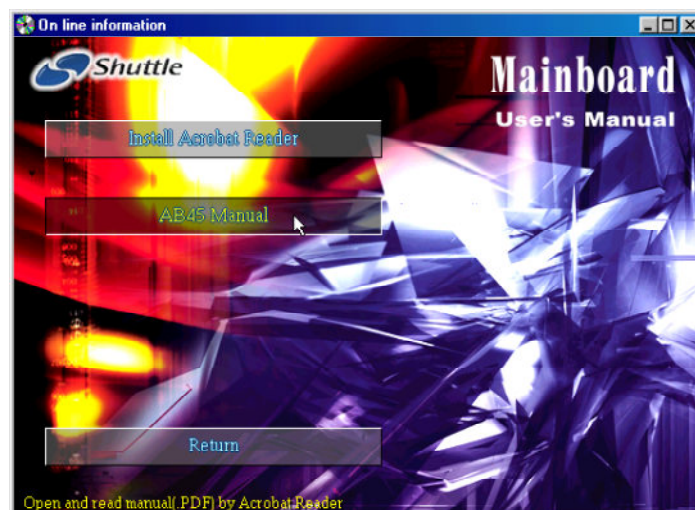 On line information
Shuttle
Mainboard
User's Manual
Install Acrobat Reader
AB45 Manual
Return
Open and read manual(.PDF) by Acrobat Reader